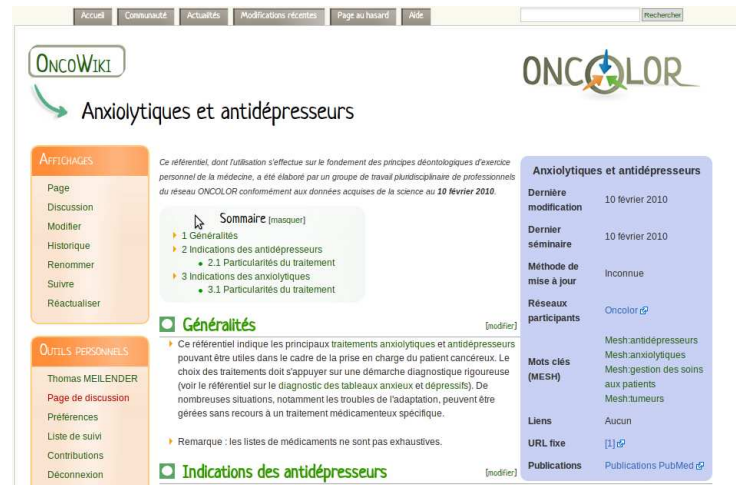 Accueil Communauté Actualités Modifications récentes Page au hasard Aide Rechercher
OncoWiki
ONCOLOR
Anxiolytiques et antidépresseurs
Affichages
Page
Discussion
Modifier
Historique
Renommer
Suivre
Réactualiser
Outils personnels
Thomas MEILENDER
Page de discussion
Préférences
Liste de suivi
Contributions
Déconnexion
Ce référentiel, dont l'utilisation s'effectue sur le fondement des principes déontologiques d'exercice
personnel de la médecine, a été élaboré par un groupe de travail pluridisciplinaire de professionnels
du réseau ONCOLOR conformément aux données acquises de la science au 10 février 2010.
Sommaire [masquer]
1 Généralités
2 Indications des antidépresseurs
2.1 Particularités du traitement
3 Indications des anxiolytiques
3.1 Particularités du traitement
Généralités [modifier]
Ce référentiel indique les principaux traitements anxiolytiques et antidépresseurs
pouvant être utiles dans le cadre de la prise en charge du patient cancéreux. Le
choix des traitements doit s'appuyer sur une démarche diagnostique rigoureuse
(voir le référentiel sur le diagnostic des tableaux anxieux et dépressifs). De
nombreuses situations, notamment les troubles de l'adaptation, peuvent être
gérées sans recours à un traitement médicamenteux spécifique.
Remarque : les listes de médicaments ne sont pas exhaustives.
Indications des antidépresseurs [modifier]
Anxiolytiques et antidépresseurs
Dernière
modification 10 février 2010
Dernier
séminaire 10 février 2010
Méthode de
mise à jour Inconnue
Réseaux
participants Oncolor
Mots clés
(MESH)
Mesh:antidépresseurs
Mesh:anxiolytiques
Mesh:gestion des soins
aux patients
Mesh:tumeurs
Liens Aucun
URL fixe [1]
Publications Publications PubMed